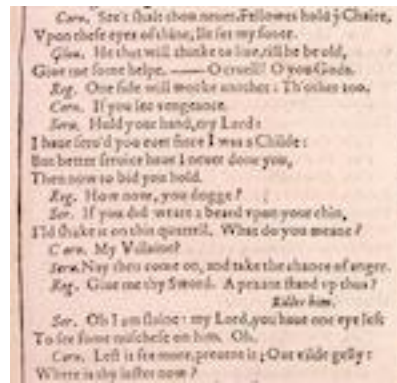 Corn. See't shalt thou neuer. Fellowes hold ẏ Chaire,
Vpon these eyes of thine, Ile set my foote.
Glou. He that will thinke to liue, till he be old,
Giue me some helpe. —— O cruell! O you Gods.
Reg. One side will mocke another: Th'other too.
Corn. If you see vengeance.
Seru. Hold your hand, my Lord:
I haue seru'd you euer since I was a Childe:
But better seruice haue I neuer done you,
Then now to bid you hold.
Reg. How now, you dogge?
Ser. If you did weare a beard vpon your chin,
I'ld shake it on this quarrell. What do you meane?
Corn. My Villaine?
Seru. Nay then come on, and take the chance of anger.
Reg. Giue me thy Sword. A pezant stand vp thus?
Killes him.
Ser. Oh I am slaine: my Lord, you haue one eye left
To see some mischefe on him. Oh.
Corn. Lest it see more, preuent it; Out vilde gelly:
Where is thy luster now?